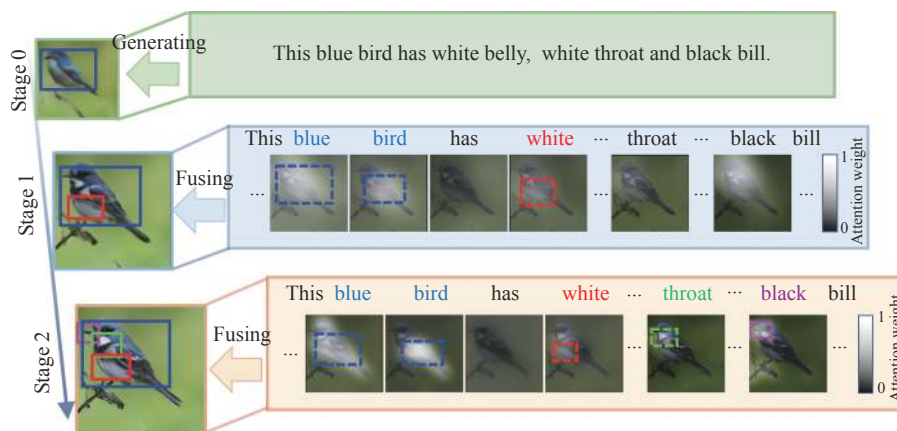 Stage 0
Generating
This blue bird has white belly, white throat and black bill.
Stage 1
Fusing
This blue bird has white ... throat ... black bill
... ... ... ...
1
0
Attention weight
Stage 2
Fusing
This blue bird has white ... throat ... black bill
... ... ... ...
1
0
Attention weight